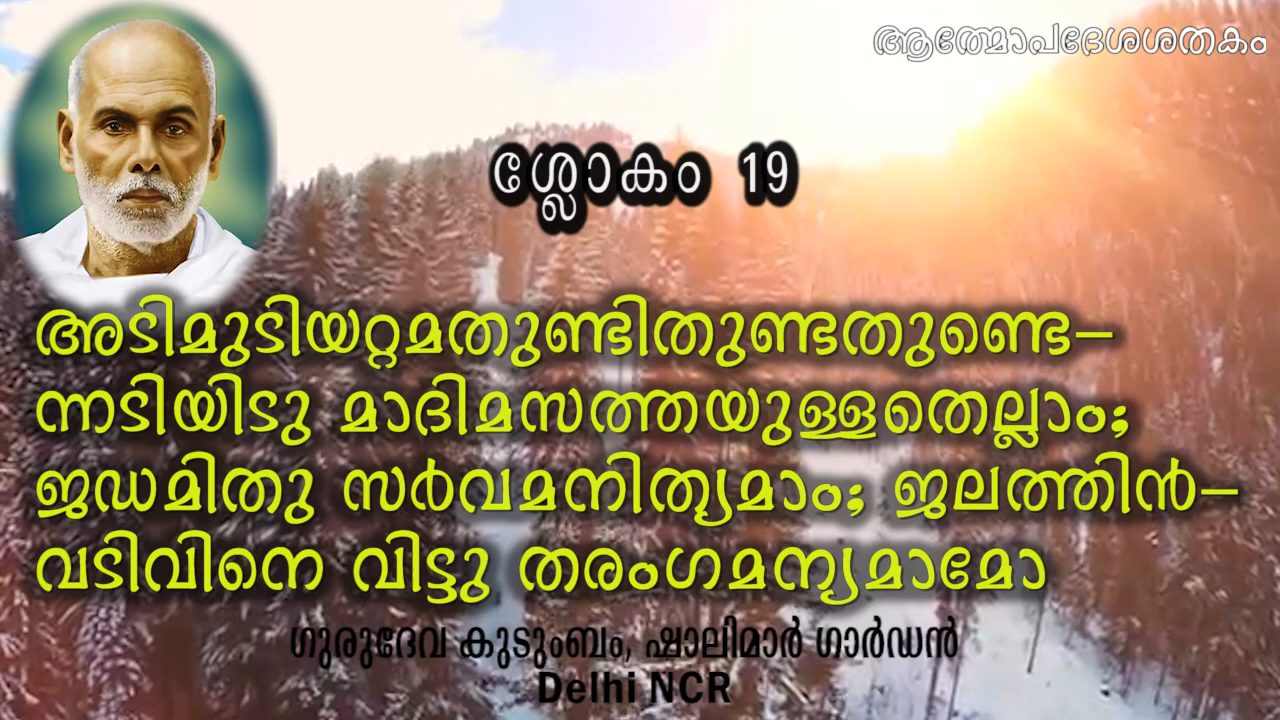 ആത്മോപദേശശതകം
ശ്ലോകം 19
അടിമുടിയറ്റമതുണ്ടിതുണ്ടതുണ്ടെ–
ന്നടിയിടു മാദിമസത്തയുള്ളതെല്ലാം;
ജഡമിതു സർവമനിത്യമാം; ജലത്തിൻ–
വടിവിനെ വിട്ടു തരംഗമന്യമാമോ
ഗുരുദേവ കുടുംബം, ഷാലിമാർ ഗാർഡൻ
Delhi NCR